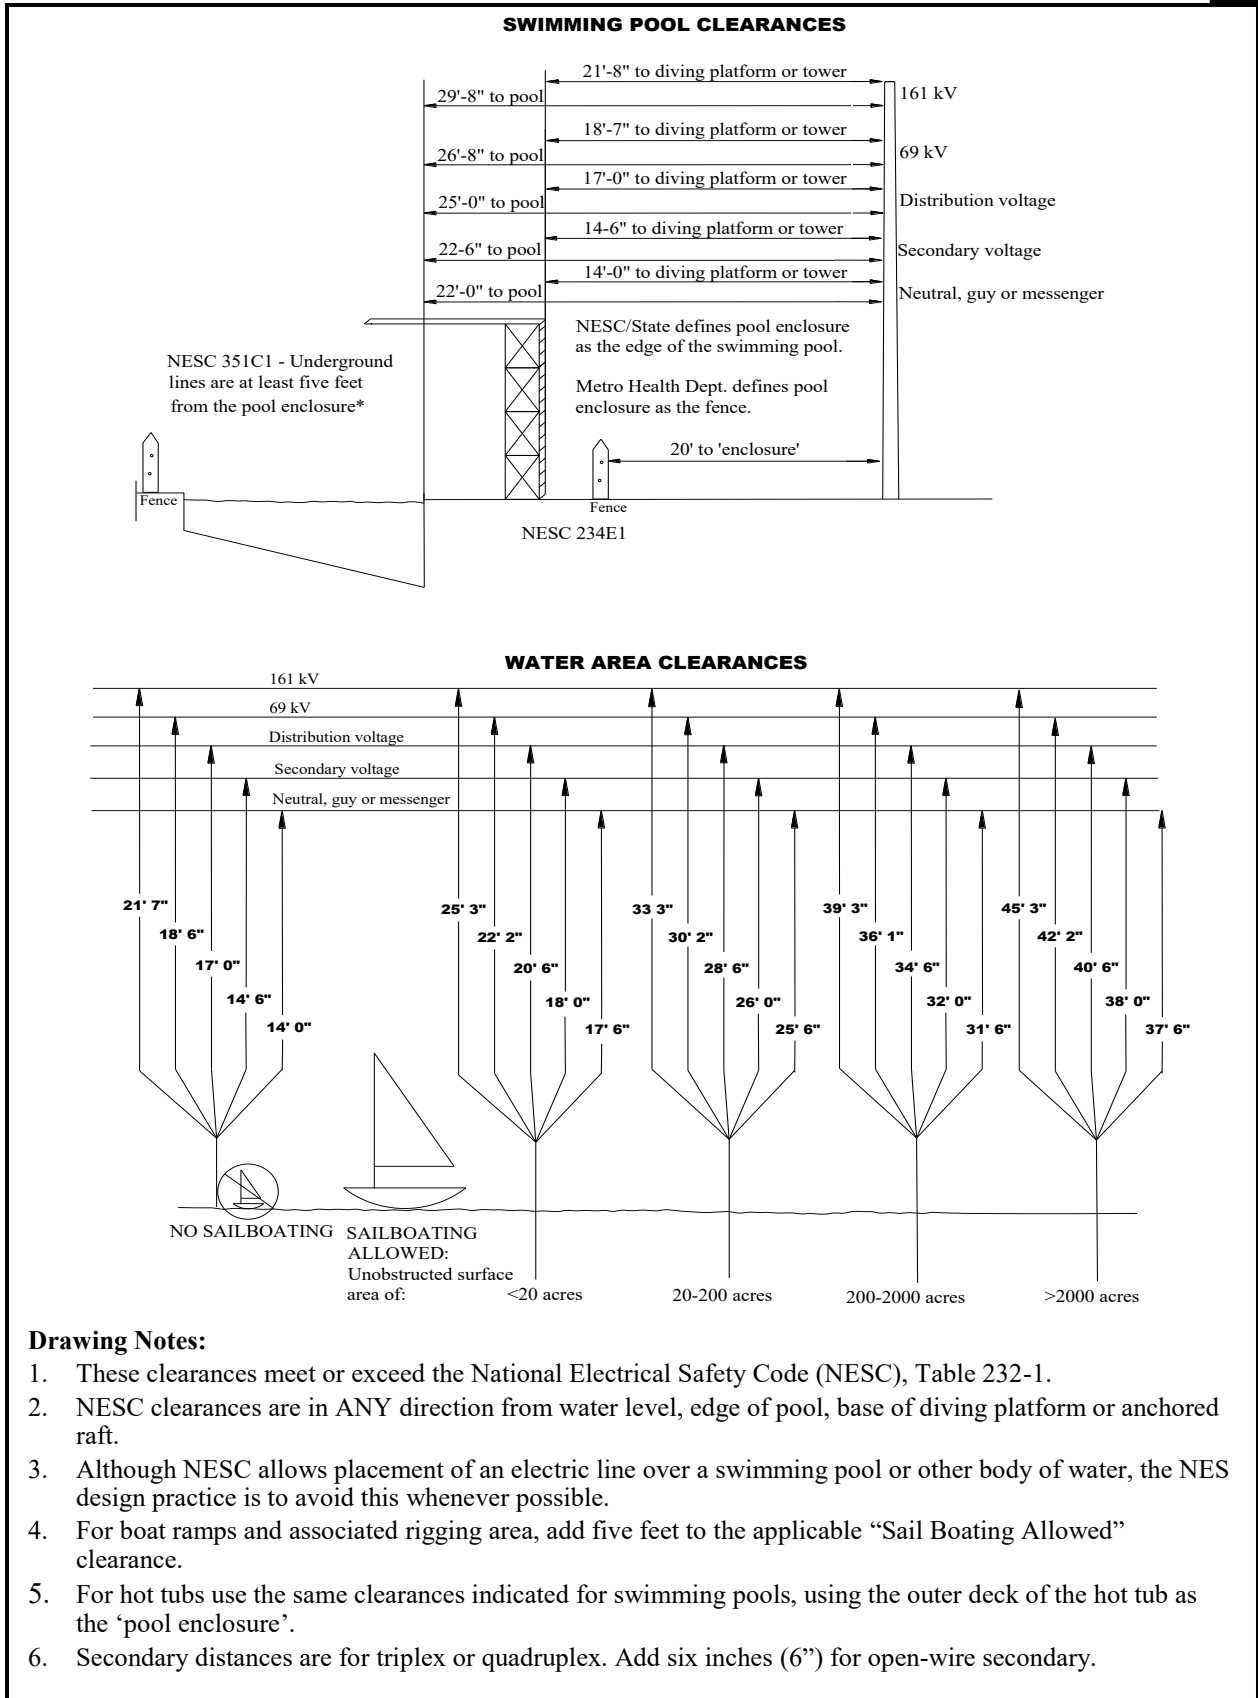 SWIMMING POOL CLEARANCES
21'-8" to diving platform or tower
29'-8" to pool
161 kV
18'-7" to diving platform or tower
26'-8" to pool
69 kV
17'-0" to diving platform or tower
25'-0" to pool
Distribution voltage
14-6" to diving platform or tower
22-6" to pool
Secondary voltage
14'-0" to diving platform or tower
22'-0" to pool
Neutral, guy or messenger
NESC/State defines pool enclosure
as the edge of the swimming pool.
NESC 351C1 - Underground
lines are at least five feet
from the pool enclosure*
Metro Health Dept. defines pool
enclosure as the fence.
20' to 'enclosure'
Fence
Fence
NESC 234E1
WATER AREA CLEARANCES
161 kV
69 kV
Distribution voltage
Secondary voltage
Neutral, guy or messenger
21' 7"
18' 6"
17' 0"
14' 6"
14' 0"
25' 3"
22' 2"
20' 6"
18' 0"
17' 6"
33 3"
30' 2"
28' 6"
26' 0"
25' 6"
39' 3"
36' 1"
34' 6"
32' 0"
31' 6"
45' 3"
42' 2"
40' 6"
38' 0"
37' 6"
NO SAILBOATING
SAILBOATING
ALLOWED:
Unobstructed surface
area of:
<20 acres
20-200 acres
200-2000 acres
>2000 acres
Drawing Notes:
1. These clearances meet or exceed the National Electrical Safety Code (NESC), Table 232-1.
2. NESC clearances are in ANY direction from water level, edge of pool, base of diving platform or anchored
raft.
3. Although NESC allows placement of an electric line over a swimming pool or other body of water, the NES
design practice is to avoid this whenever possible.
4. For boat ramps and associated rigging area, add five feet to the applicable “Sail Boating Allowed”
clearance.
5. For hot tubs use the same clearances indicated for swimming pools, using the outer deck of the hot tub as
the ‘pool enclosure’.
6. Secondary distances are for triplex or quadruplex. Add six inches (6”) for open-wire secondary.